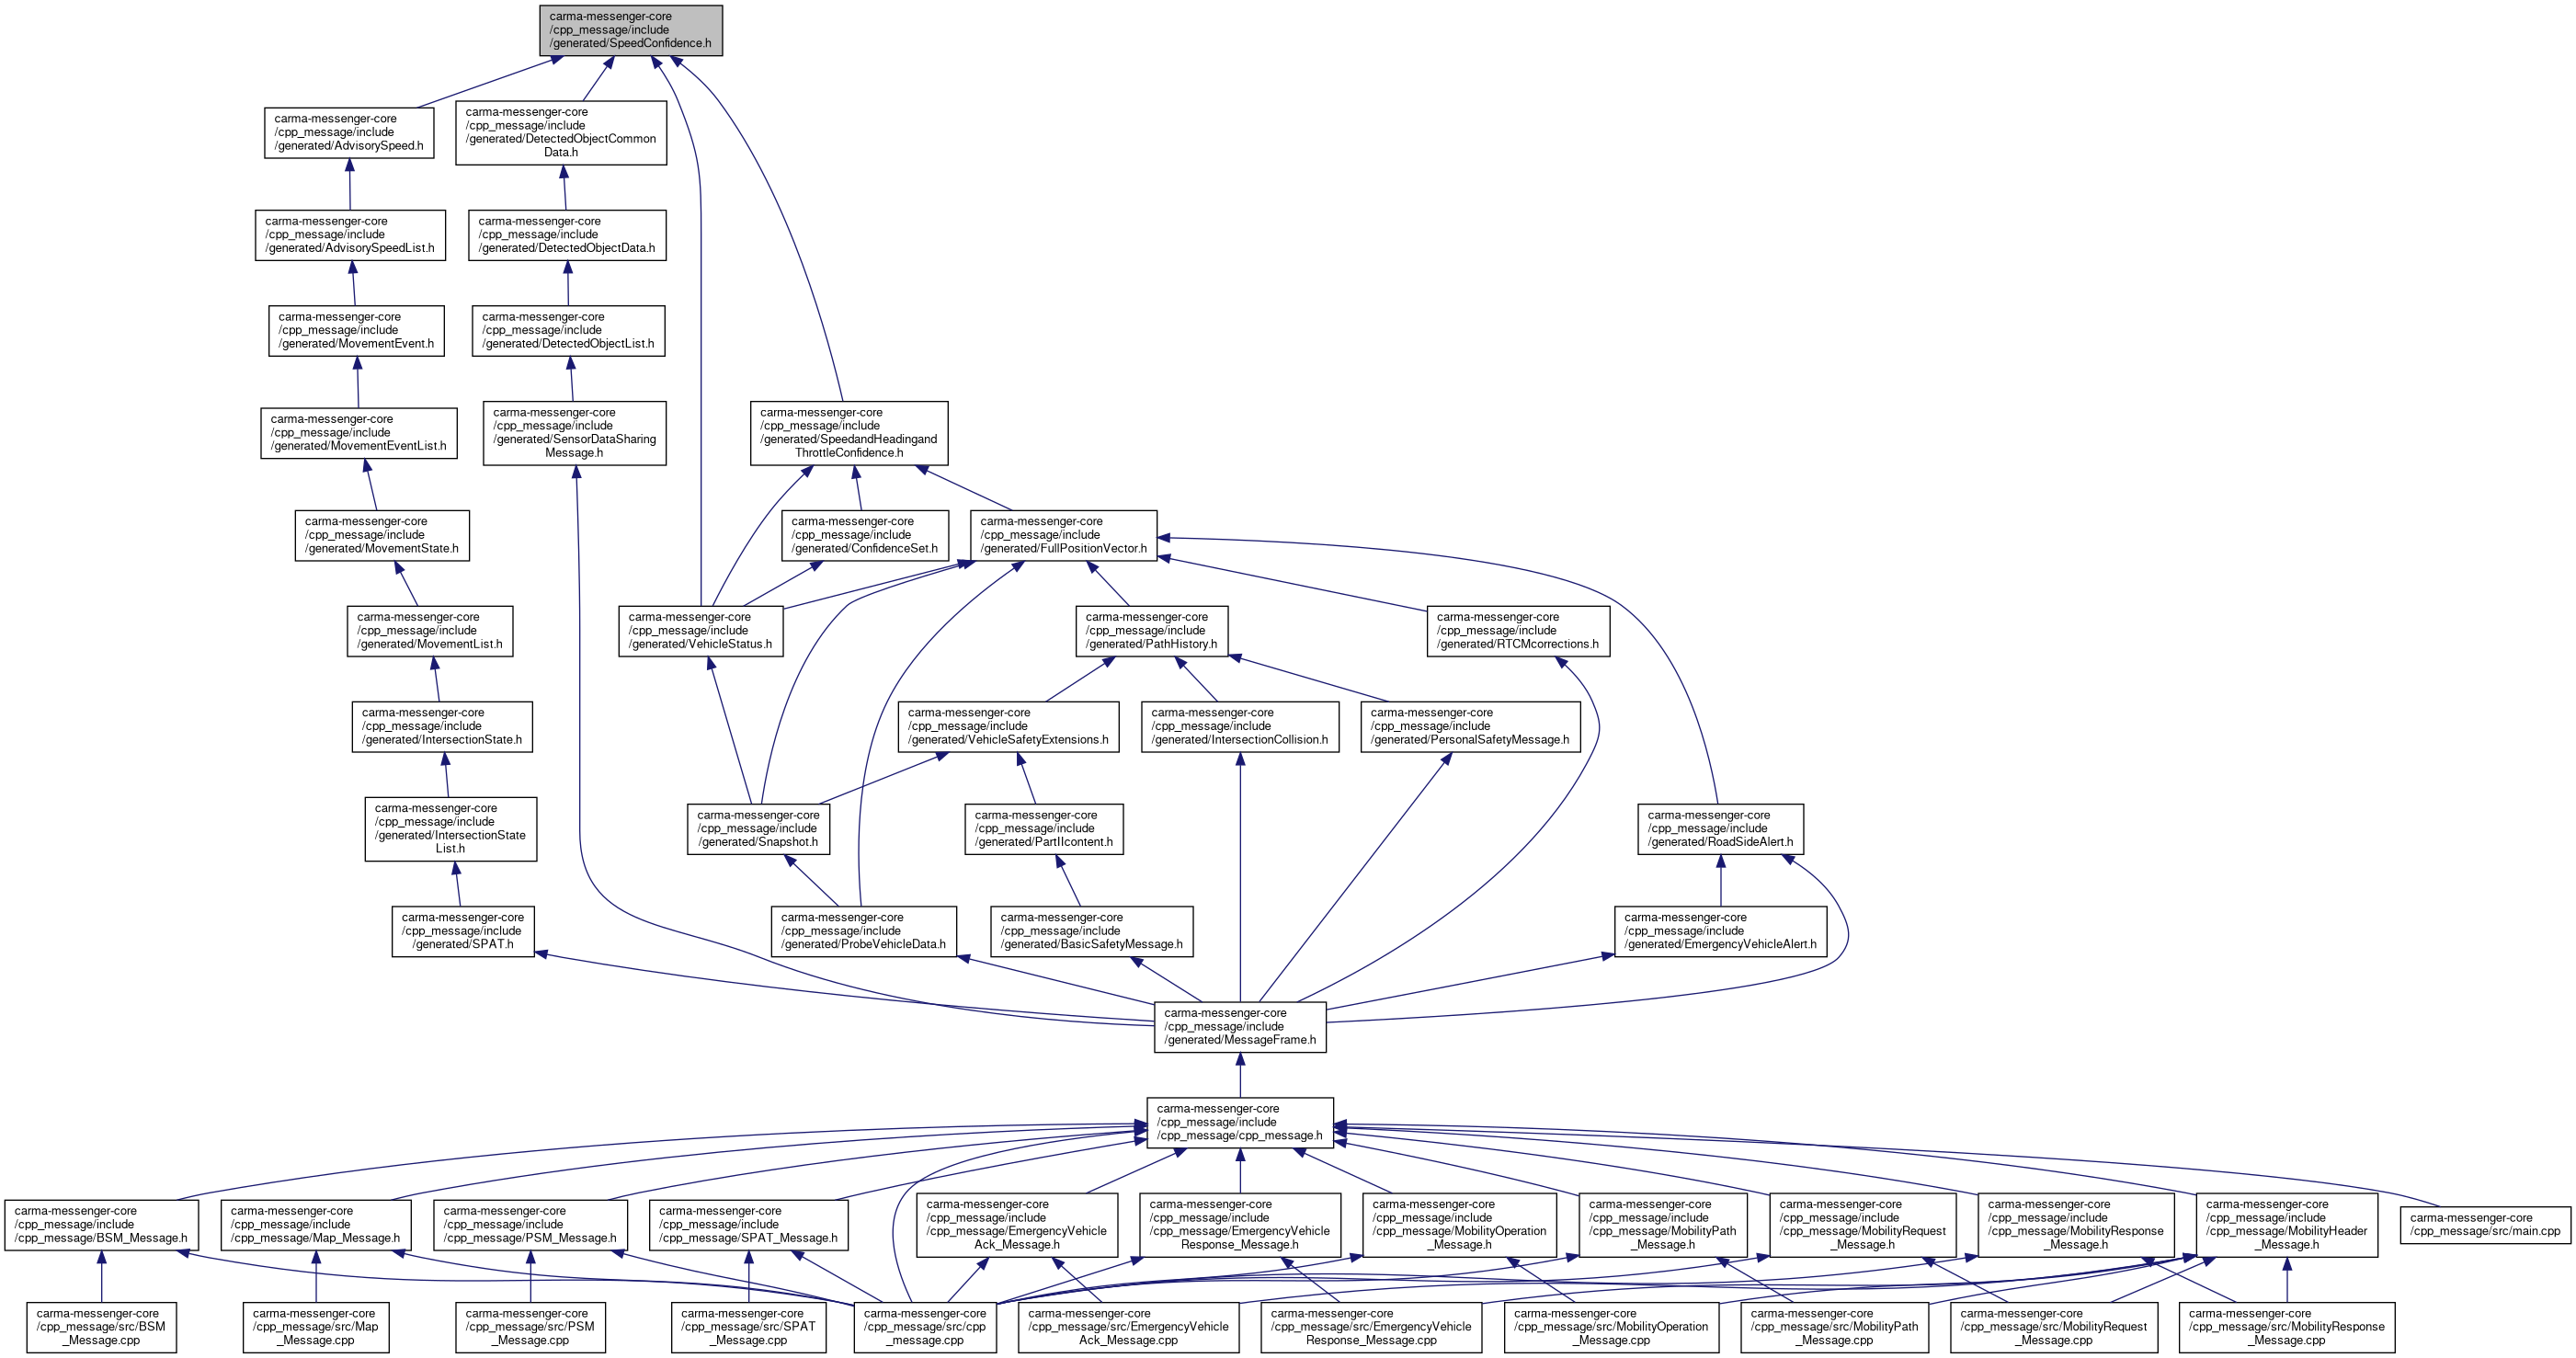 carma-messenger-core
/cpp_message/include
/generated/SpeedConfidence.h
carma-messenger-core
/cpp_message/include
/generated/AdvisorySpeed.h
carma-messenger-core
/cpp_message/include
/generated/DetectedObjectCommon
Data.h
carma-messenger-core
/cpp_message/include
/generated/AdvisorySpeedList.h
carma-messenger-core
/cpp_message/include
/generated/DetectedObjectData.h
carma-messenger-core
/cpp_message/include
/generated/MovementEvent.h
carma-messenger-core
/cpp_message/include
/generated/DetectedObjectList.h
carma-messenger-core
/cpp_message/include
/generated/MovementEventList.h
carma-messenger-core
/cpp_message/include
/generated/SensorDataSharing
Message.h
carma-messenger-core
/cpp_message/include
/generated/SpeedandHeadingand
ThrottleConfidence.h
carma-messenger-core
/cpp_message/include
/generated/MovementState.h
carma-messenger-core
/cpp_message/include
/generated/ConfidenceSet.h
carma-messenger-core
/cpp_message/include
/generated/FullPositionVector.h
carma-messenger-core
/cpp_message/include
/generated/MovementList.h
carma-messenger-core
/cpp_message/include
/generated/VehicleStatus.h
carma-messenger-core
/cpp_message/include
/generated/PathHistory.h
carma-messenger-core
/cpp_message/include
/generated/RTCMcorrections.h
carma-messenger-core
/cpp_message/include
/generated/IntersectionState.h
carma-messenger-core
/cpp_message/include
/generated/VehicleSafetyExtensions.h
carma-messenger-core
/cpp_message/include
/generated/IntersectionCollision.h
carma-messenger-core
/cpp_message/include
/generated/PersonalSafetyMessage.h
carma-messenger-core
/cpp_message/include
/generated/IntersectionState
List.h
carma-messenger-core
/cpp_message/include
/generated/Snapshot.h
carma-messenger-core
/cpp_message/include
/generated/PartIIcontent.h
carma-messenger-core
/cpp_message/include
/generated/RoadSideAlert.h
carma-messenger-core
/cpp_message/include
/generated/SPAT.h
carma-messenger-core
/cpp_message/include
/generated/ProbeVehicleData.h
carma-messenger-core
/cpp_message/include
/generated/BasicSafetyMessage.h
carma-messenger-core
/cpp_message/include
/generated/EmergencyVehicleAlert.h
carma-messenger-core
/cpp_message/include
/generated/MessageFrame.h
carma-messenger-core
/cpp_message/include
/cpp_message/cpp_message.h
carma-messenger-core
/cpp_message/include
/cpp_message/BSM_Message.h
carma-messenger-core
/cpp_message/include
/cpp_message/Map_Message.h
carma-messenger-core
/cpp_message/include
/cpp_message/PSM_Message.h
carma-messenger-core
/cpp_message/include
/cpp_message/SPAT_Message.h
carma-messenger-core
/cpp_message/include
/cpp_message/EmergencyVehicle
Ack_Message.h
carma-messenger-core
/cpp_message/include
/cpp_message/EmergencyVehicle
Response_Message.h
carma-messenger-core
/cpp_message/include
/cpp_message/MobilityOperation
_Message.h
carma-messenger-core
/cpp_message/include
/cpp_message/MobilityPath
_Message.h
carma-messenger-core
/cpp_message/include
/cpp_message/MobilityRequest
_Message.h
carma-messenger-core
/cpp_message/include
/cpp_message/MobilityResponse
_Message.h
carma-messenger-core
/cpp_message/include
/cpp_message/MobilityHeader
_Message.h
carma-messenger-core
/cpp_message/src/main.cpp
carma-messenger-core
/cpp_message/src/BSM
_Message.cpp
carma-messenger-core
/cpp_message/src/Map
_Message.cpp
carma-messenger-core
/cpp_message/src/PSM
_Message.cpp
carma-messenger-core
/cpp_message/src/SPAT
_Message.cpp
carma-messenger-core
/cpp_message/src/cpp
_message.cpp
carma-messenger-core
/cpp_message/src/EmergencyVehicle
Ack_Message.cpp
carma-messenger-core
/cpp_message/src/EmergencyVehicle
Response_Message.cpp
carma-messenger-core
/cpp_message/src/MobilityOperation
_Message.cpp
carma-messenger-core
/cpp_message/src/MobilityPath
_Message.cpp
carma-messenger-core
/cpp_message/src/MobilityRequest
_Message.cpp
carma-messenger-core
/cpp_message/src/MobilityResponse
_Message.cpp